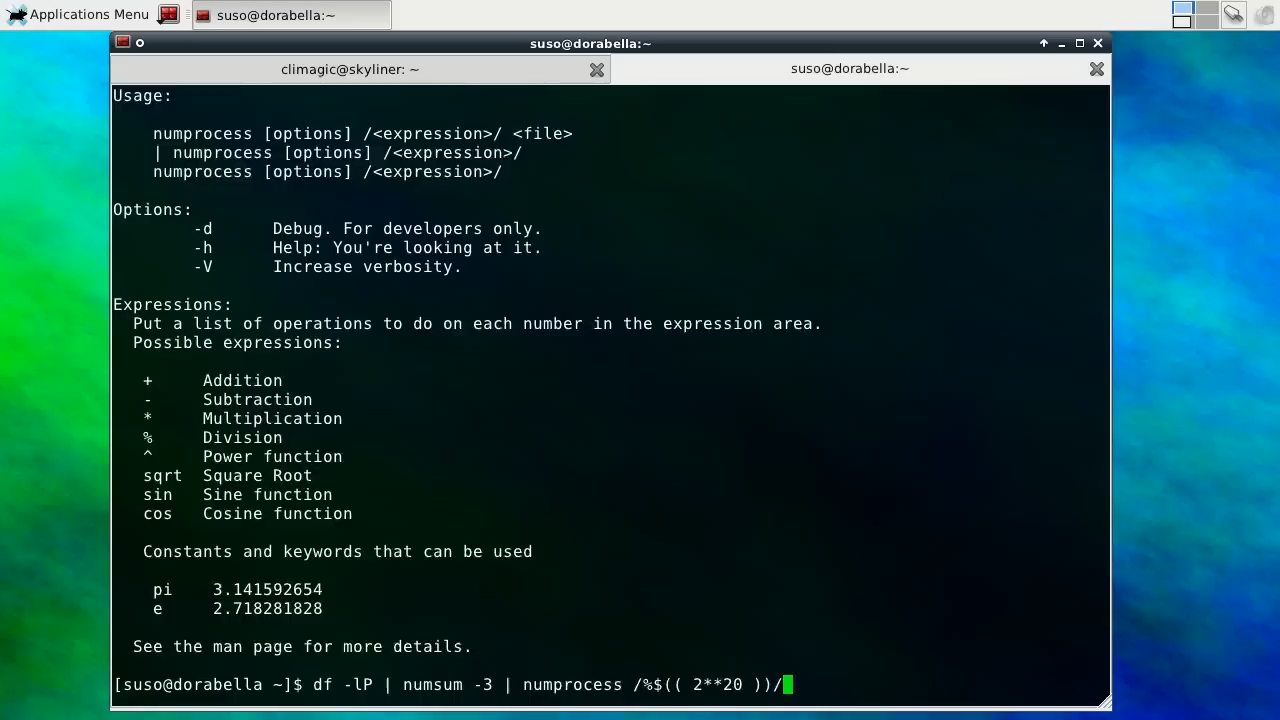 Applications Menu
suso@dorabella:~
suso@dorabella:~
climagic@skyliner: ~
suso@dorabella:~
Usage:
numprocess [options] /<expression>/ <file>
| numprocess [options] /<expression>/
numprocess [options] /<expression>/
Options:
-d Debug. For developers only.
-h Help: You're looking at it.
-V Increase verbosity.
Expressions:
Put a list of operations to do on each number in the expression area.
Possible expressions:
+ Addition
- Subtraction
* Multiplication
% Division
^ Power function
sqrt Square Root
sin Sine function
cos Cosine function
Constants and keywords that can be used
pi 3.141592654
e 2.718281828
See the man page for more details.
[suso@dorabella ~]$ df -lP | numsum -3 | numprocess /%$(( 2**20 ))/